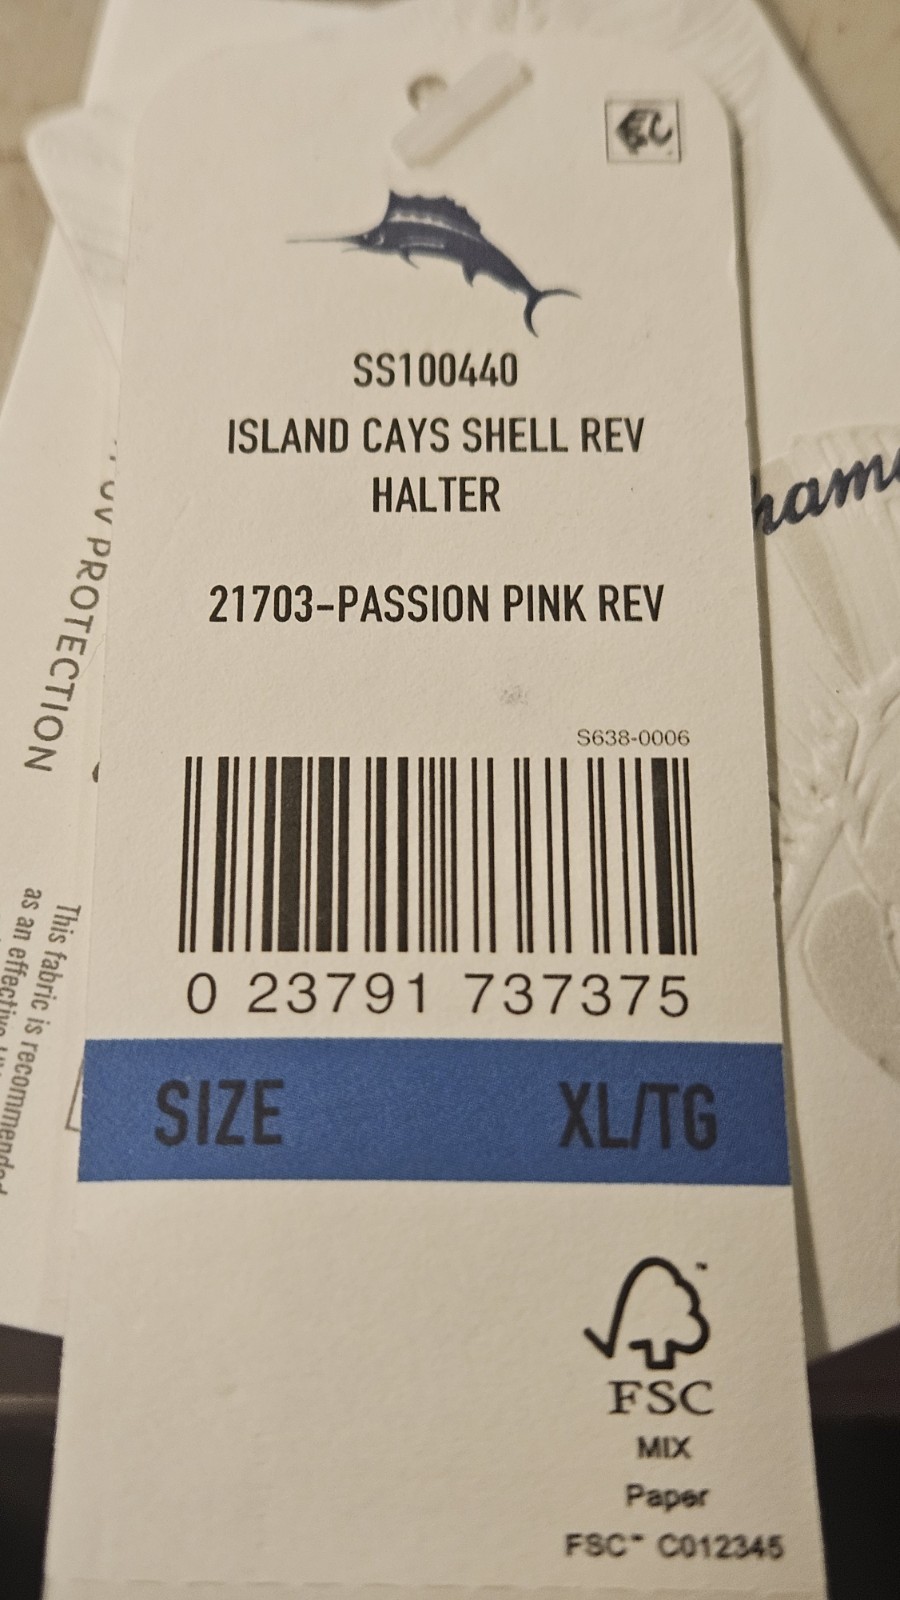 SS100440
ISLAND CAYS SHELL REV
HALTER
21703-PASSION PINK REV
S638-0006
0 23791 737375
SIZE XL/TG
FSC
MIX
Paper
FSC™ C012345
UV PROTECTION
This fabric is recommended
as an effective